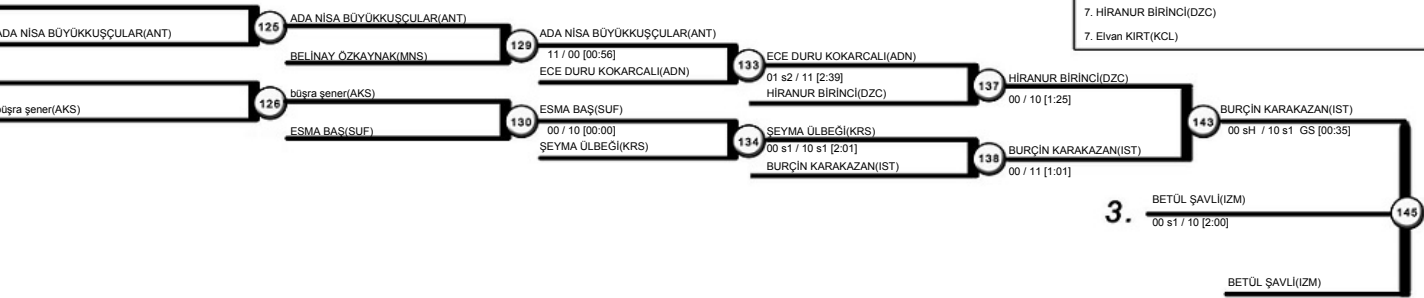 7. HİRANUR BİRİNCİ(DZC)
7. Elvan KIRT(KCL)
ADA NİSA BÜYÜKKUŞÇULAR(ANT)
125
ADA NİSA BÜYÜKKUŞÇULAR(ANT)
BELİNAY ÖZKAYNAK(MNS)
129
ADA NİSA BÜYÜKKUŞÇULAR(ANT)
11 / 00 [00:56]
ECE DURU KOKARCALI(ADN)
133
ECE DURU KOKARCALI(ADN)
01 s2 / 11 [2:39]
HİRANUR BİRİNCİ(DZC)
137
HİRANUR BİRİNCİ(DZC)
00 / 10 [1:25]
büşra şener(AKS)
126
büşra şener(AKS)
ESMA BAŞ(SUF)
130
ESMA BAŞ(SUF)
00 / 10 [00:00]
ŞEYMA ÜLBEĞİ(KRS)
134
ŞEYMA ÜLBEĞİ(KRS)
00 s1 / 10 s1 [2:01]
BURÇİN KARAKAZAN(IST)
138
BURÇİN KARAKAZAN(IST)
00 / 11 [1:01]
143
BURÇİN KARAKAZAN(IST)
00 sH / 10 s1 GS [00:35]
3.
BETÜL ŞAVLİ(IZM)
00 s1 / 10 [2:00]
145
BETÜL ŞAVLİ(IZM)